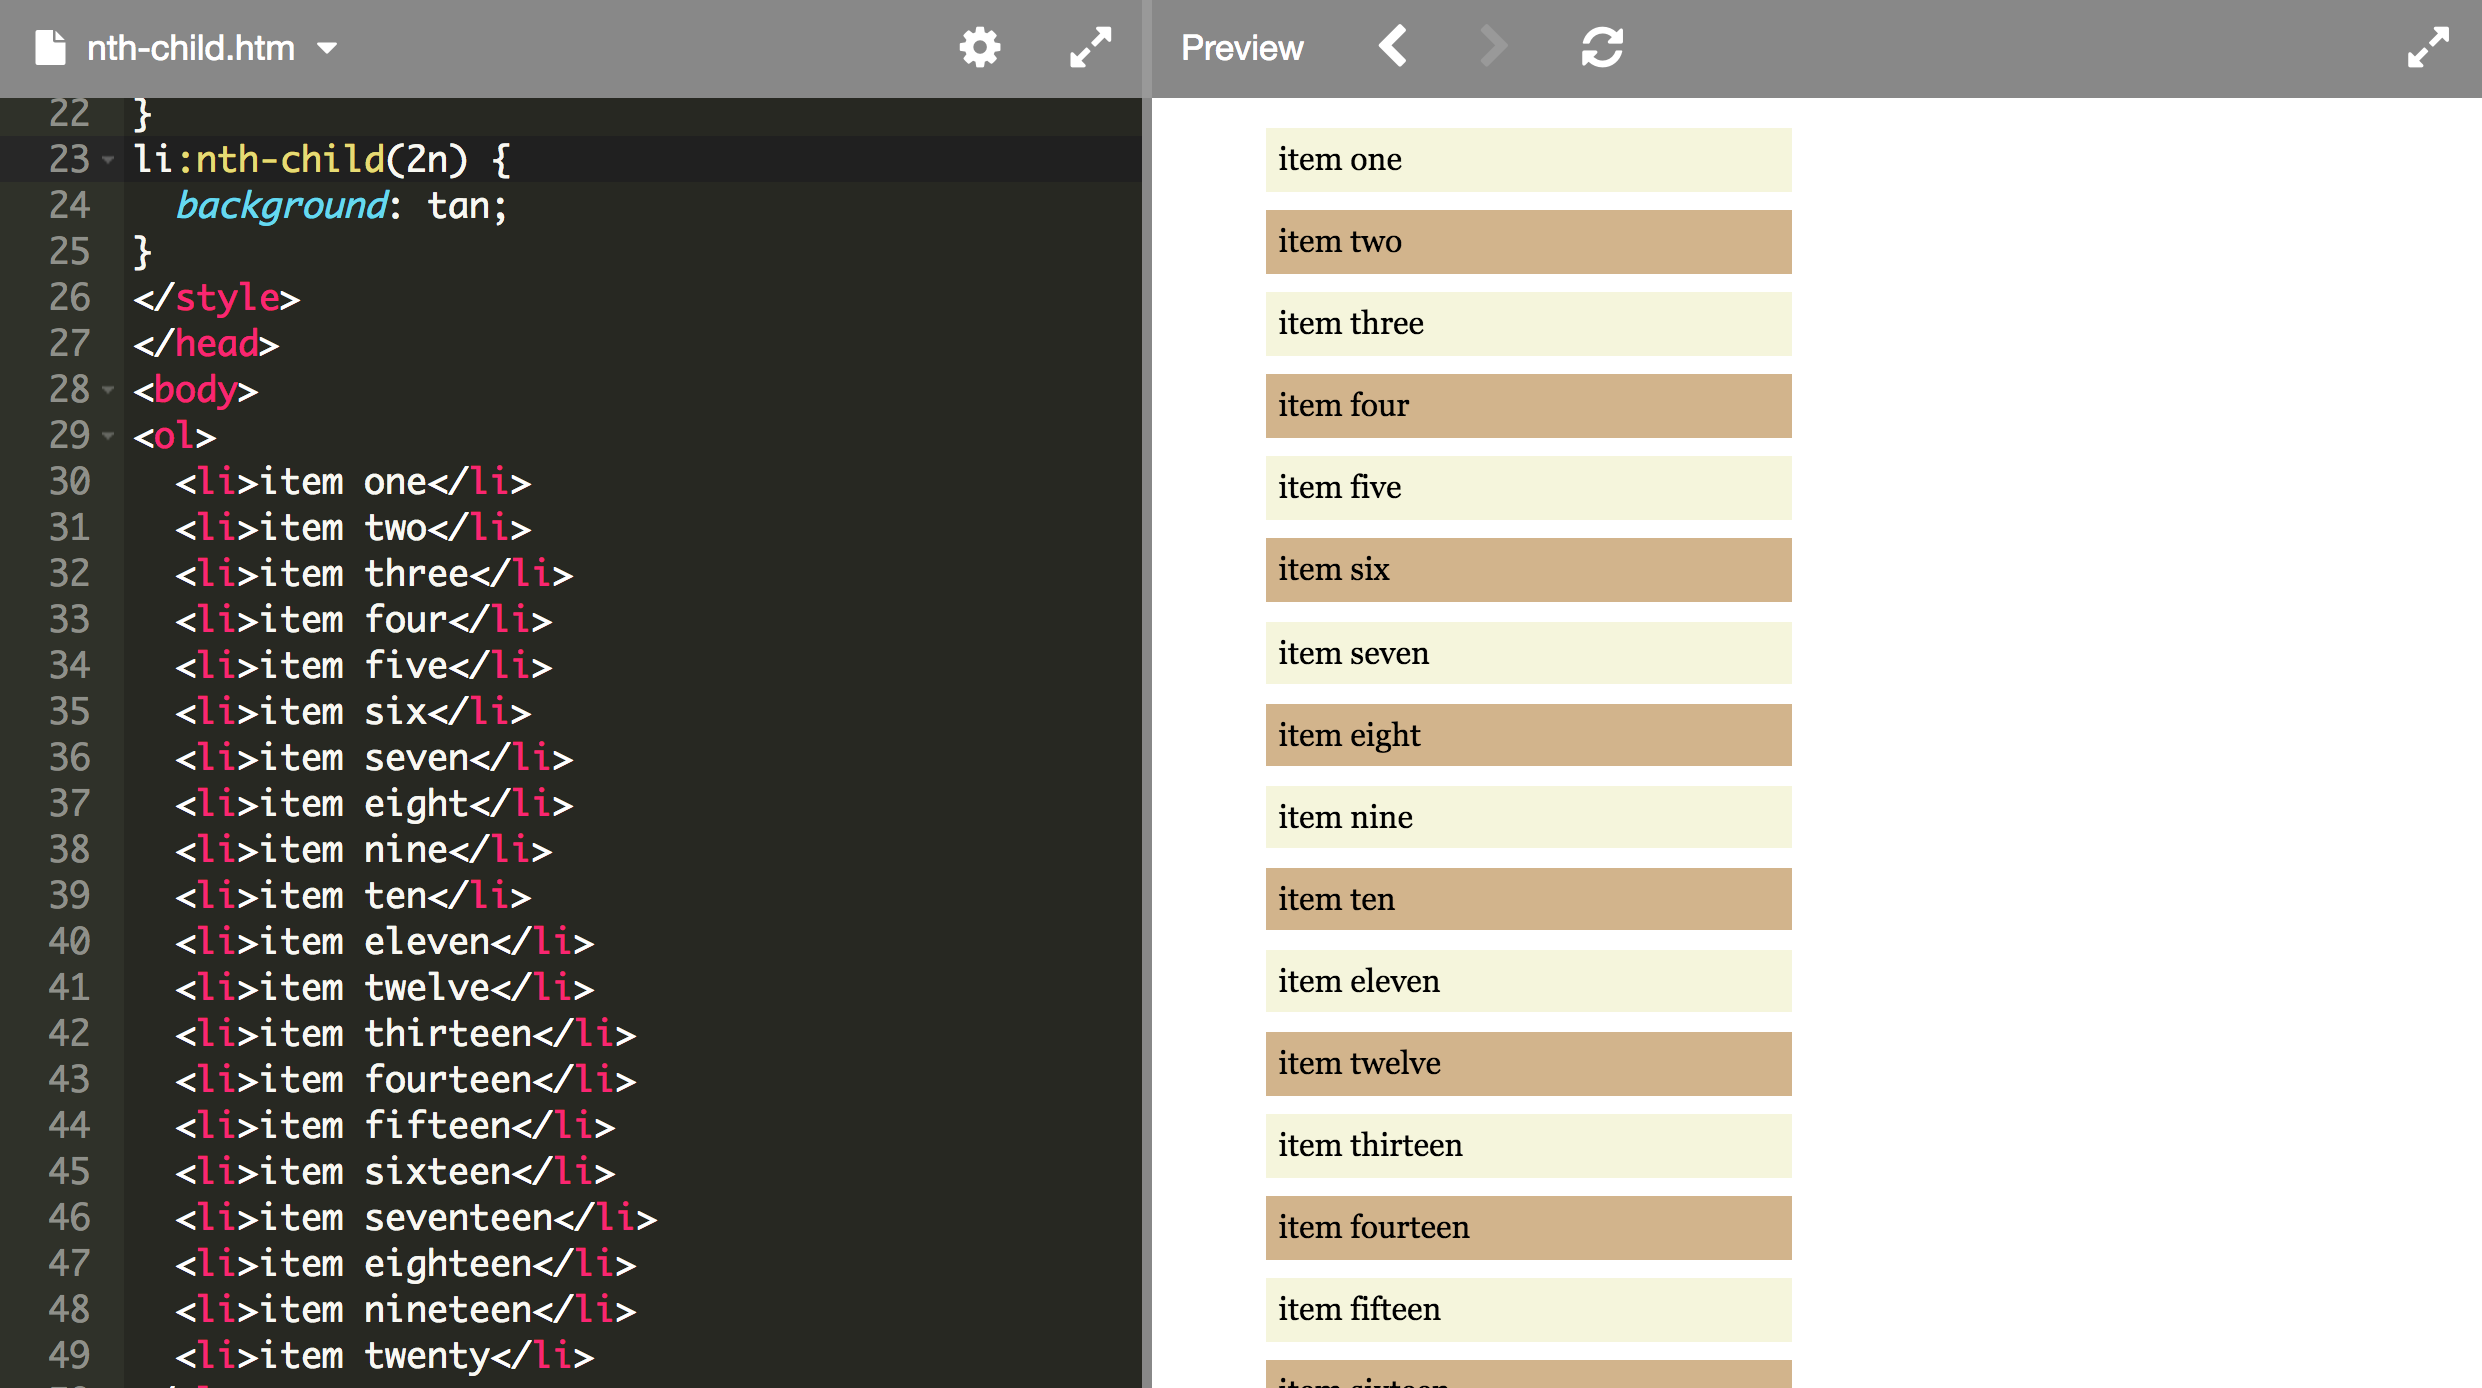 nth-child.htm
22 }
23 li:nth-child(2n) {
24   background: tan;
25 }
26 </style>
27 </head>
28 <body>
29 <ol>
30   <li>item one</li>
31   <li>item two</li>
32   <li>item three</li>
33   <li>item four</li>
34   <li>item five</li>
35   <li>item six</li>
36   <li>item seven</li>
37   <li>item eight</li>
38   <li>item nine</li>
39   <li>item ten</li>
40   <li>item eleven</li>
41   <li>item twelve</li>
42   <li>item thirteen</li>
43   <li>item fourteen</li>
44   <li>item fifteen</li>
45   <li>item sixteen</li>
46   <li>item seventeen</li>
47   <li>item eighteen</li>
48   <li>item nineteen</li>
49   <li>item twenty</li>
Preview
item one
item two
item three
item four
item five
item six
item seven
item eight
item nine
item ten
item eleven
item twelve
item thirteen
item fourteen
item fifteen
item sixteen